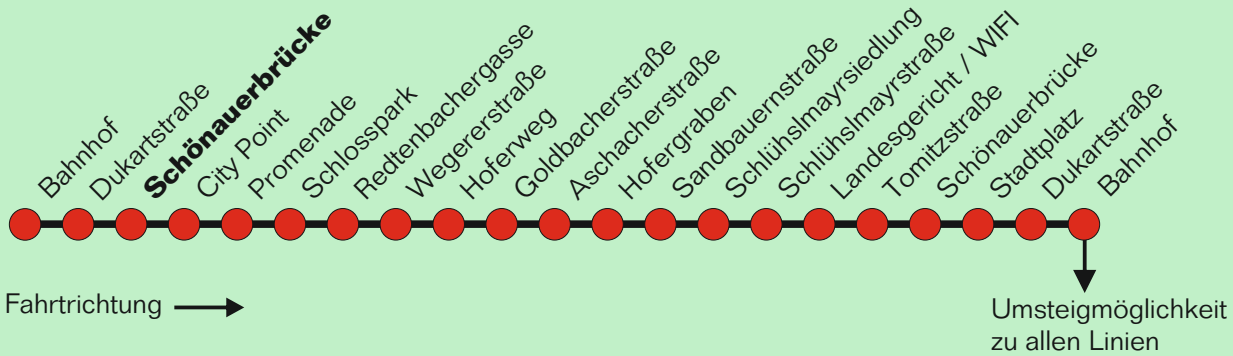 Bahnhof
Dukartstraße
Schönauerbrücke
City Point
Promenade
Schlosspark
Redtenbachergasse
Wegererstraße
Hoferweg
Goldbacherstraße
Aschacherstraße
Hofergraben
Sandbauernstraße
Schlühslmayrsiedlung
Schlühslmayrstraße
Landesgericht / WIFI
Tomitzstraße
Schönauerbrücke
Stadtplatz
Dukartstraße
Bahnhof
Fahrtrichtung
Umsteigmöglichkeit
zu allen Linien